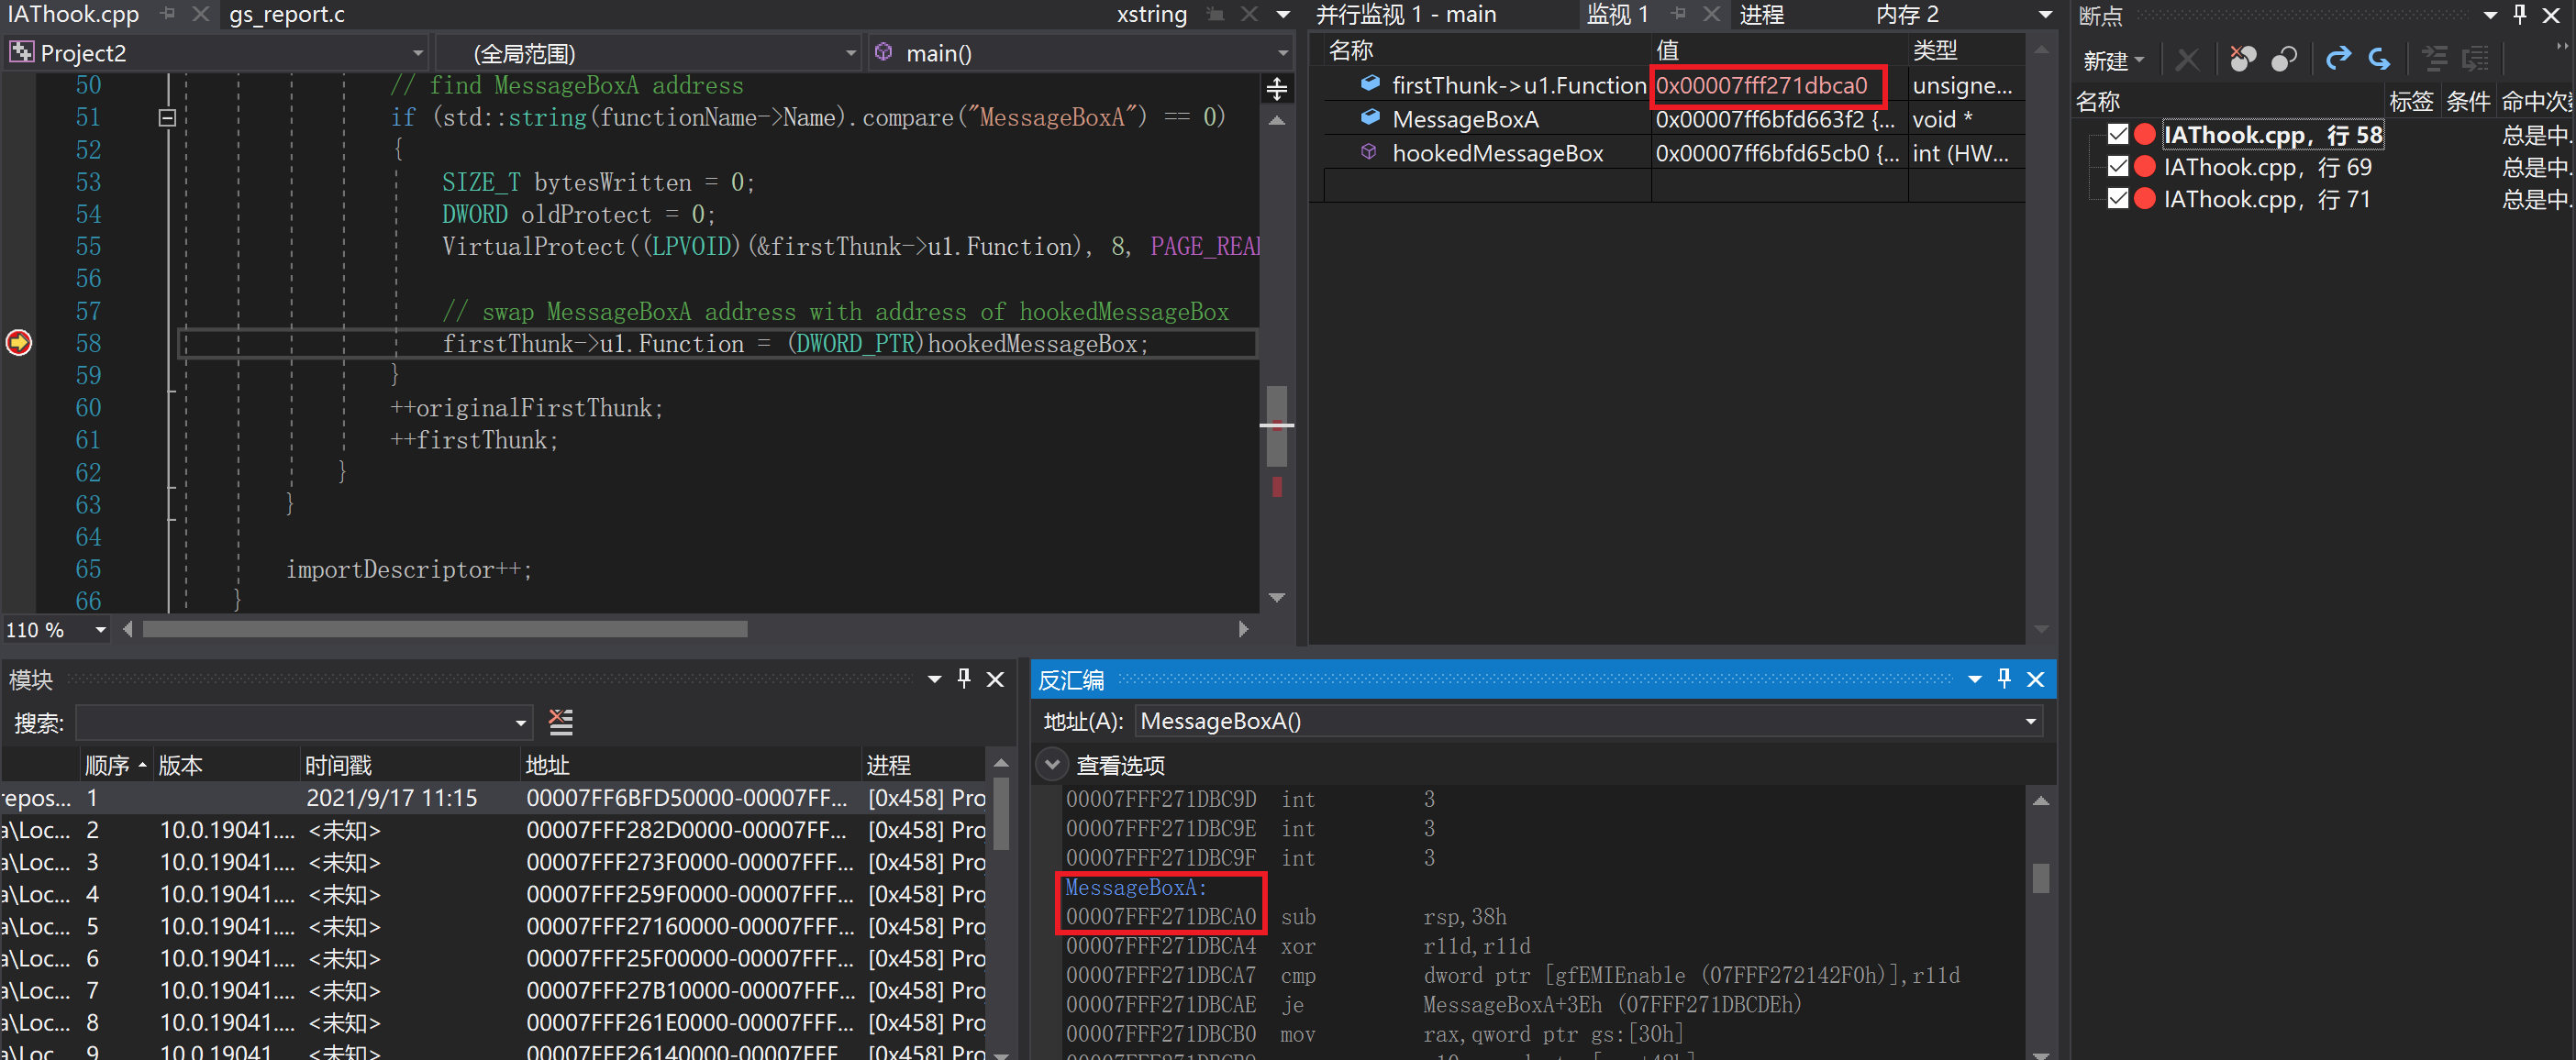 IAThook.cpp
gs_report.c
xstring
Project2
(全局范围)
main()
50 // find MessageBoxA address
51 if (std::string(functionName->Name).compare("MessageBoxA") == 0)
52 {
53 SIZE_T bytesWritten = 0;
54 DWORD oldProtect = 0;
55 VirtualProtect((LPVOID)(&firstThunk->u1.Function), 8, PAGE_READ
56
57 // swap MessageBoxA address with address of hookedMessageBox
58 firstThunk->u1.Function = (DWORD_PTR)hookedMessageBox;
59 }
60 ++originalFirstThunk;
61 ++firstThunk;
62 }
63 }
64
65 importDescriptor++;
66 }
110 %
并行监视 1 - main
监视 1
进程
内存 2
名称 值 类型
firstThunk->u1.Function 0x00007fff271dbca0 unsigne...
MessageBoxA 0x00007ff6bfd663f2 {... void *
hookedMessageBox 0x00007ff6bfd65cb0 {... int (HW...
断点
新建
名称 标签 条件 命中次
IAThook.cpp, 行 58 总是中.
IAThook.cpp, 行 69 总是中.
IAThook.cpp, 行 71 总是中.
模块
搜索:
顺序 版本 时间戳 地址 进程
repos... 1 2021/9/17 11:15 00007FF6BFD50000-00007FF... [0x458] Pro
a\Loc... 2 10.0.19041.... <未知> 00007FFF282D0000-00007FF... [0x458] Pro
a\Loc... 3 10.0.19041.... <未知> 00007FFF273F0000-00007FFF... [0x458] Pro
a\Loc... 4 10.0.19041.... <未知> 00007FFF259F0000-00007FFF... [0x458] Pro
a\Loc... 5 10.0.19041.... <未知> 00007FFF27160000-00007FFF... [0x458] Pro
a\Loc... 6 10.0.19041.... <未知> 00007FFF25F00000-00007FFF... [0x458] Pro
a\Loc... 7 10.0.19041.... <未知> 00007FFF27B10000-00007FFF... [0x458] Pro
a\Loc... 8 10.0.19041.... <未知> 00007FFF261E0000-00007FFF... [0x458] Pro
a\Loc... 9 10.0.19041.... <未知> 00007FFF26140000-00007FFF... [0x458] Pro
反汇编
地址(A): MessageBoxA()
查看选项
00007FFF271DBC9D int 3
00007FFF271DBC9E int 3
00007FFF271DBC9F int 3
MessageBoxA:
00007FFF271DBCA0 sub rsp,38h
00007FFF271DBCA4 xor r11d,r11d
00007FFF271DBCA7 cmp dword ptr [gfEMIEnable (07FFF272142F0h)],r11d
00007FFF271DBCAE je MessageBoxA+3Eh (07FFF271DBCDEh)
00007FFF271DBCB0 mov rax,qword ptr gs:[30h]